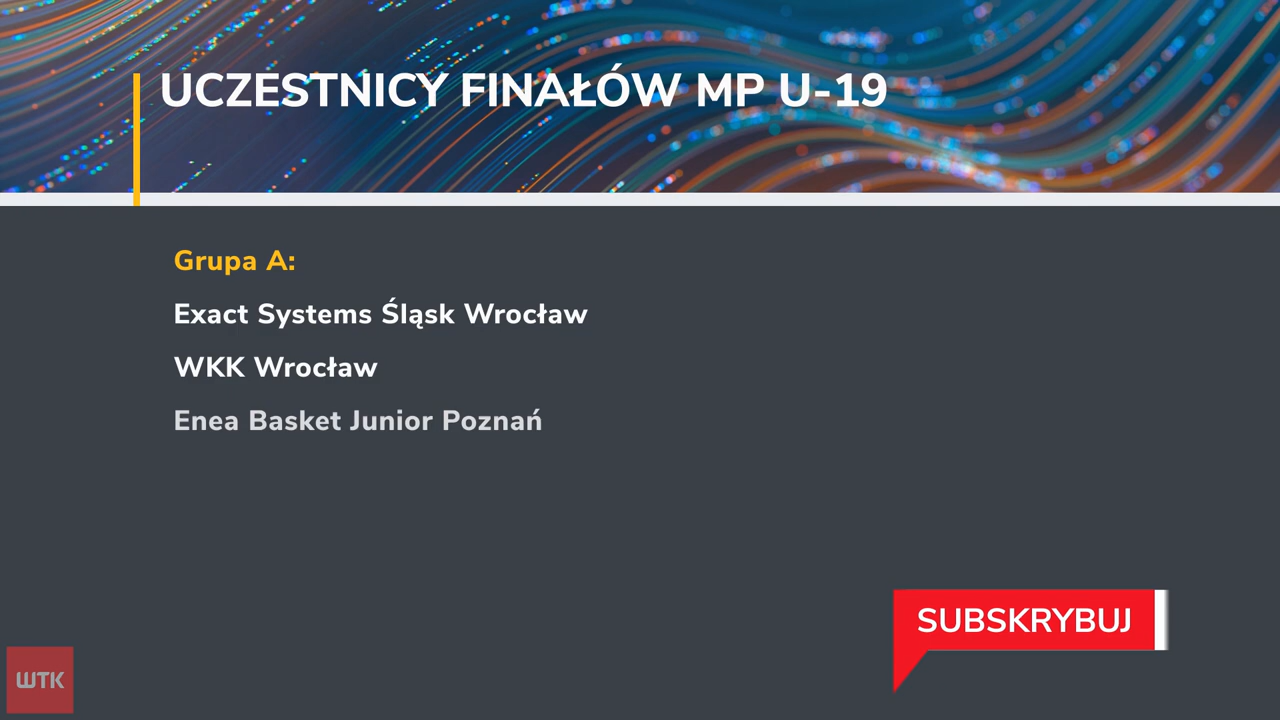 UCZESTNICY FINAŁÓW MP U-19
Grupa A:
Exact Systems Śląsk Wrocław
WKK Wrocław
Enea Basket Junior Poznań
SUBSKRYBUJ
WTK